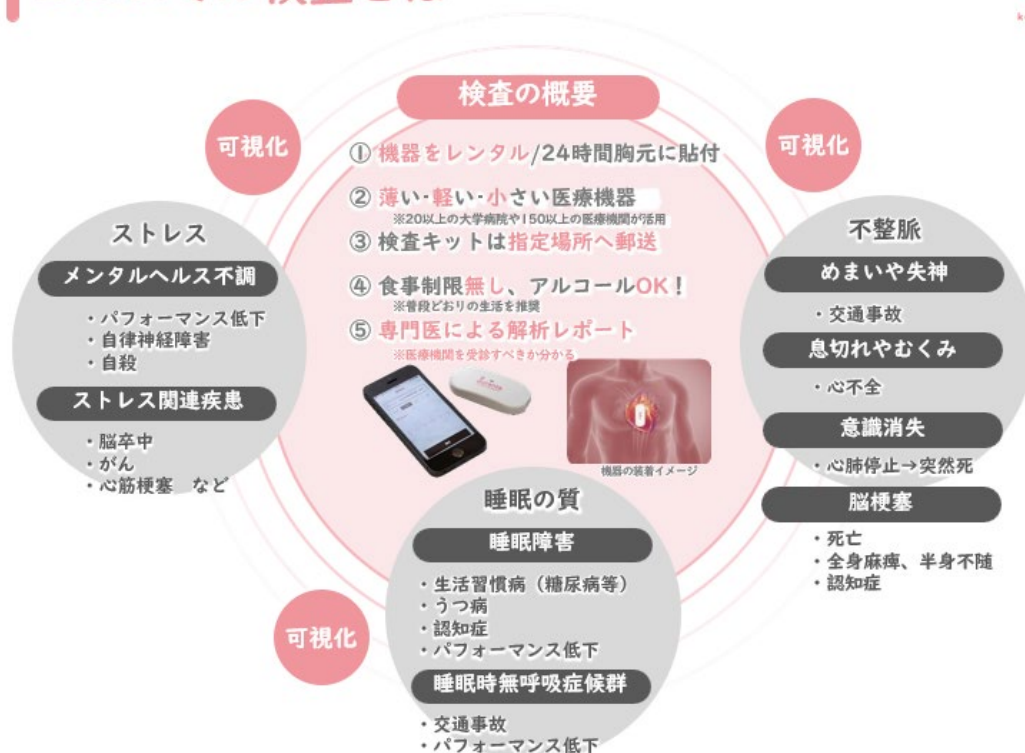 検査とは
検査の概要
① 機器をレンタル/24時間胸元に貼付
② 薄い・軽い・小さい医療機器
※20以上の大学病院や150以上の医療機関が活用
③ 検査キットは指定場所へ郵送
④ 食事制限無し、アルコールOK!
※普段どおりの生活を推奨
⑤ 専門医による解析レポート
※医療機関を受診すべきか分かる
機器の装着イメージ
可視化
ストレス
メンタルヘルス不調
・パフォーマンス低下
・自律神経障害
・自殺
ストレス関連疾患
・脳卒中
・がん
・心筋梗塞 など
可視化
不整脈
めまいや失神
・交通事故
息切れやむくみ
・心不全
意識消失
・心肺停止→突然死
脳梗塞
・死亡
・全身麻痺、半身不随
・認知症
可視化
睡眠の質
睡眠障害
・生活習慣病（糖尿病等）
・うつ病
・認知症
・パフォーマンス低下
睡眠時無呼吸症候群
・交通事故
・パフォーマンス低下